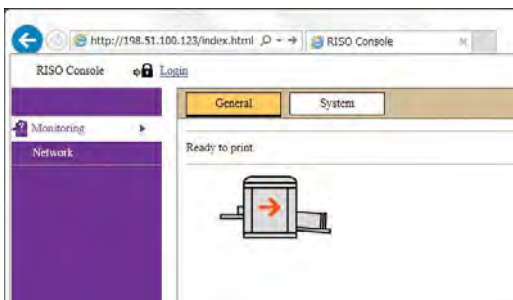 http://198.51.100.123/index.html RISO Console
RISO Console Login
General System
Monitoring
Ready to print.
Network